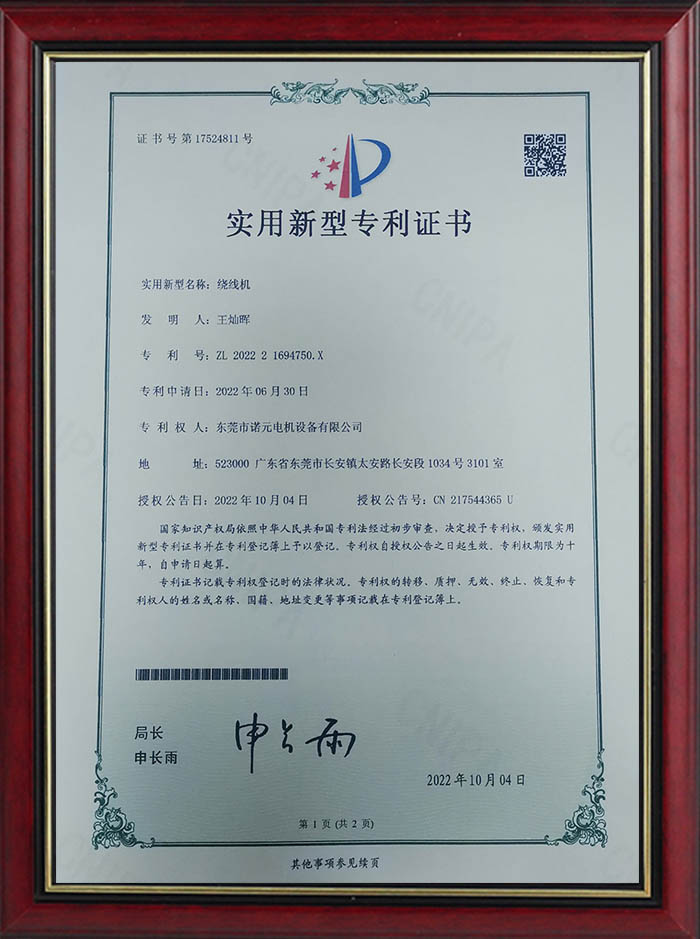 证书号第17524811号
实用新型专利证书
实用新型名称：绕线机
发明人：王灿晖
专利号：ZL 2022 2 1694750.X
专利申请日：2022年06月30日
专利权人：东莞市诺元电机设备有限公司
地址：523000 广东省东莞市长安镇太安路长安段1034号3101室
授权公告日：2022年10月04日 授权公告号：CN 217544365 U
国家知识产权局依照中华人民共和国专利法经过初步审查，决定授予专利权，颁发实用
新型专利证书并在专利登记簿上予以登记。专利权自授权公告之日起生效。专利权期限为十
年，自申请日起算。
专利证书记载专利权登记时的法律状况。专利权的转移、质押、无效、终止、恢复和专
利权人的姓名或名称、国籍、地址变更等事项记载在专利登记簿上。
局长
申长雨
申长雨
2022年10月04日
第1页(共2页)
其他事项参见续页
CNIPA